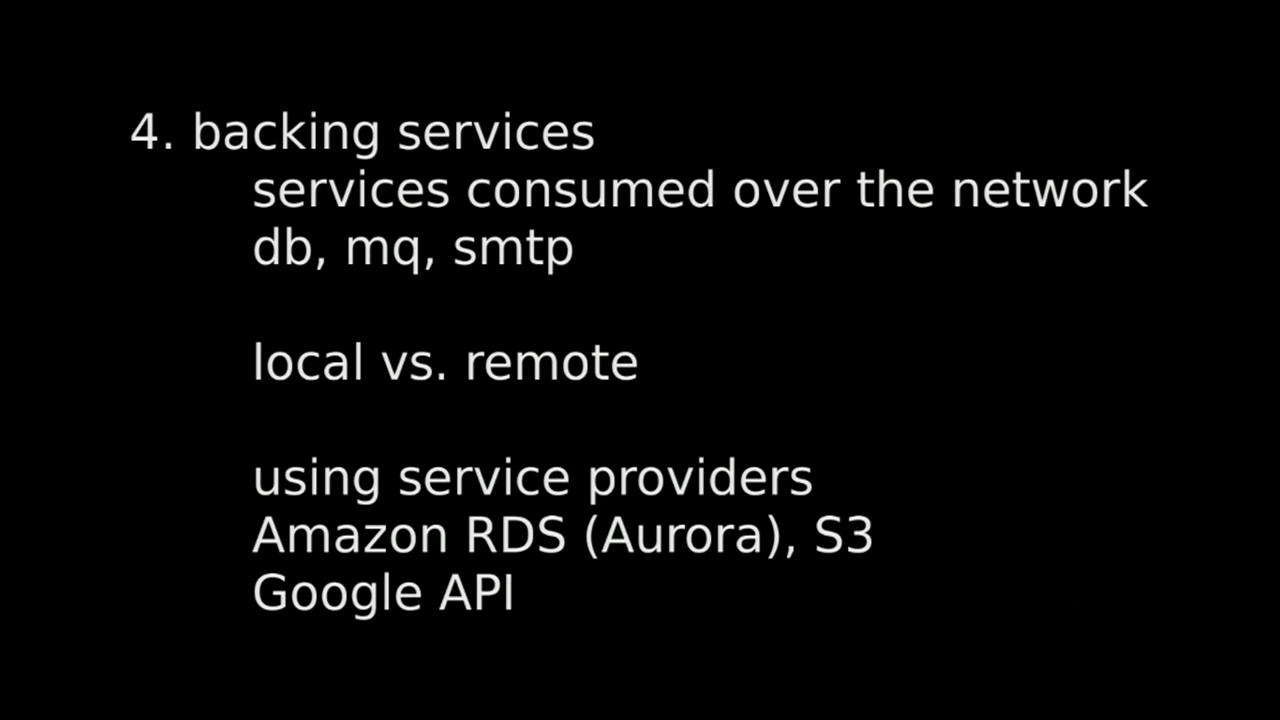 4. backing services
services consumed over the network
db, mq, smtp
local vs. remote
using service providers
Amazon RDS (Aurora), S3
Google API